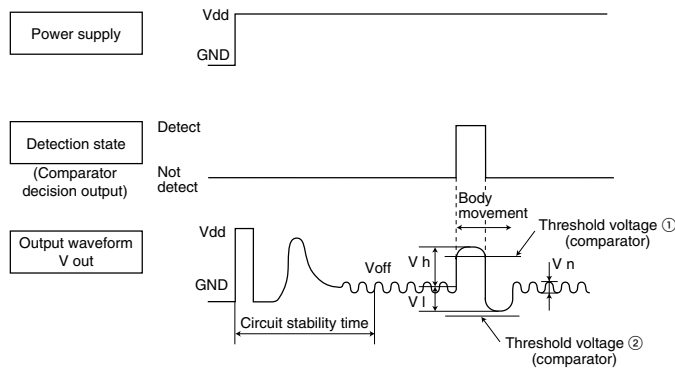 Power supply
Vdd
GND
Detection state
(Comparator
decision output)
Detect
Not
detect
Body
movement
Output waveform
V out
Vdd
GND
Voff
V h
V l
Threshold voltage ①
(comparator)
V n
Circuit stability time
Threshold voltage ②
(comparator)